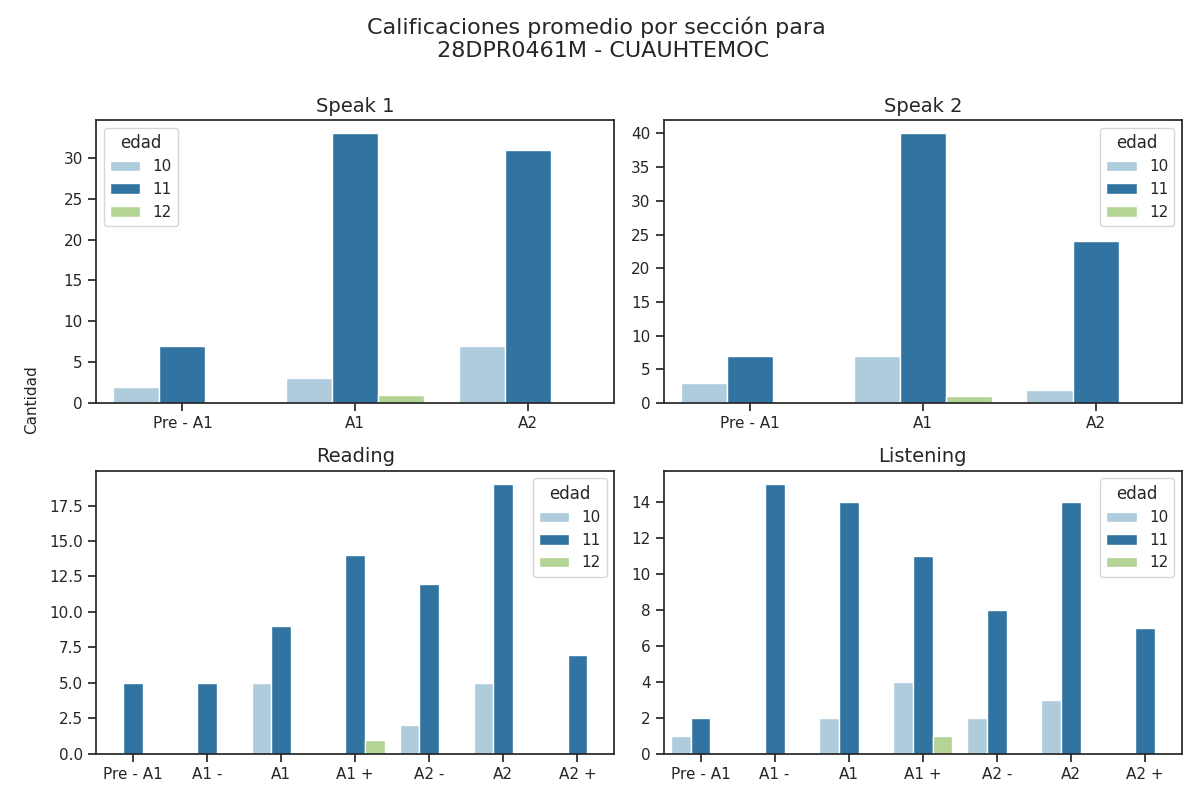 Calificaciones promedio por sección para
28DPR0461M - CUAUHTEMOC
Speak 1
edad
10
11
12
30
25
20
15
10
5
0
Pre - A1
A1
A2
Speak 2
edad
10
11
12
40
35
30
25
20
15
10
5
0
Pre - A1
A1
A2
Cantidad
Reading
edad
10
11
12
17.5
15.0
12.5
10.0
7.5
5.0
2.5
0.0
Pre - A1
A1 -
A1
A1 +
A2 -
A2
A2 +
Listening
edad
10
11
12
14
12
10
8
6
4
2
0
Pre - A1
A1 -
A1
A1 +
A2 -
A2
A2 +